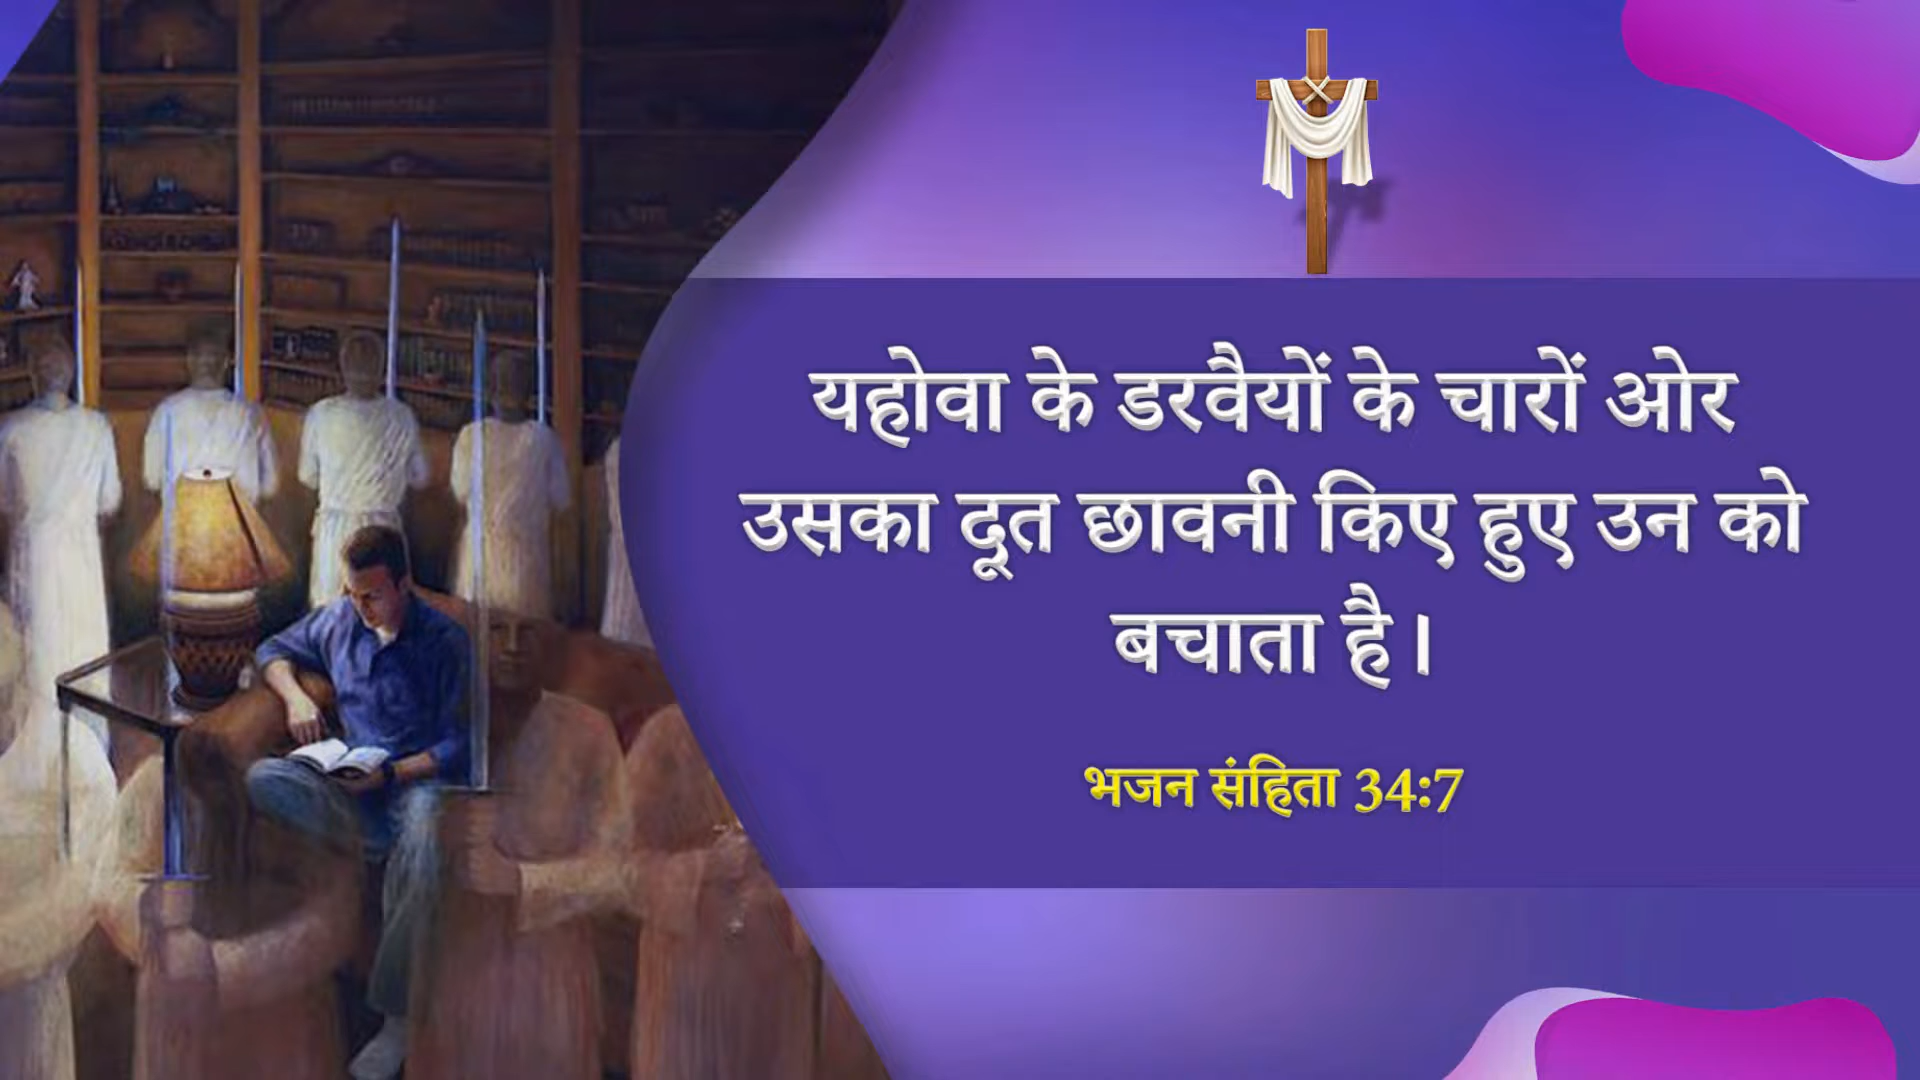 यहोवा के डरवैयों के चारों ओर
उसका दूत छावनी किए हुए उन को
बचाता है।
भजन संहिता 34:7